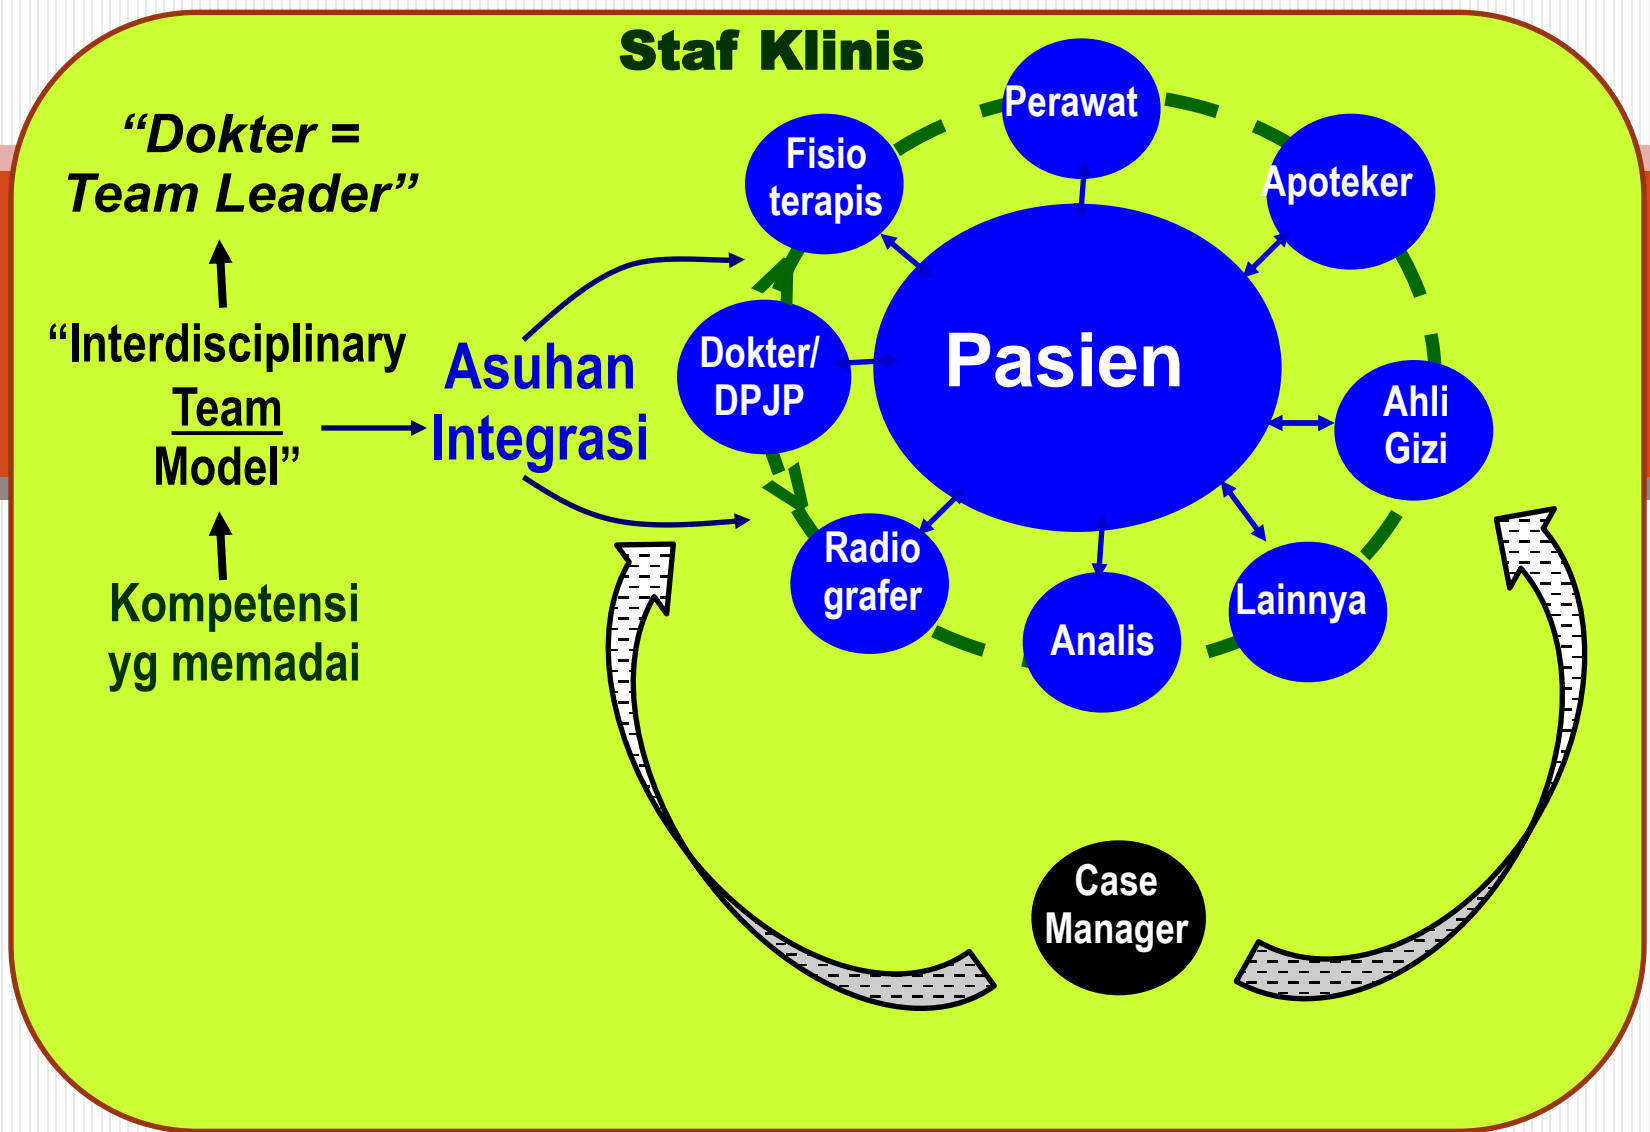 Staf Klinis
“Dokter =
Team Leader”
“Interdisciplinary
Team
Model”
Kompetensi
yg memadai
Asuhan
Integrasi
Perawat
Fisio
terapis
Apoteker
Dokter/
DPJP
Pasien
Ahli
Gizi
Radio
grafer
Analis
Lainnya
Case
Manager